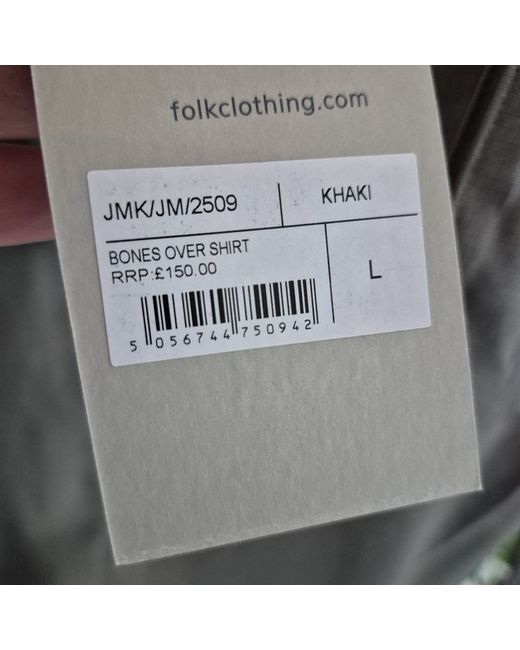 folkclothing.com
JMK/JM/2509 KHAKI
BONES OVER SHIRT
RRP:£150.00
L
5 056744 750942